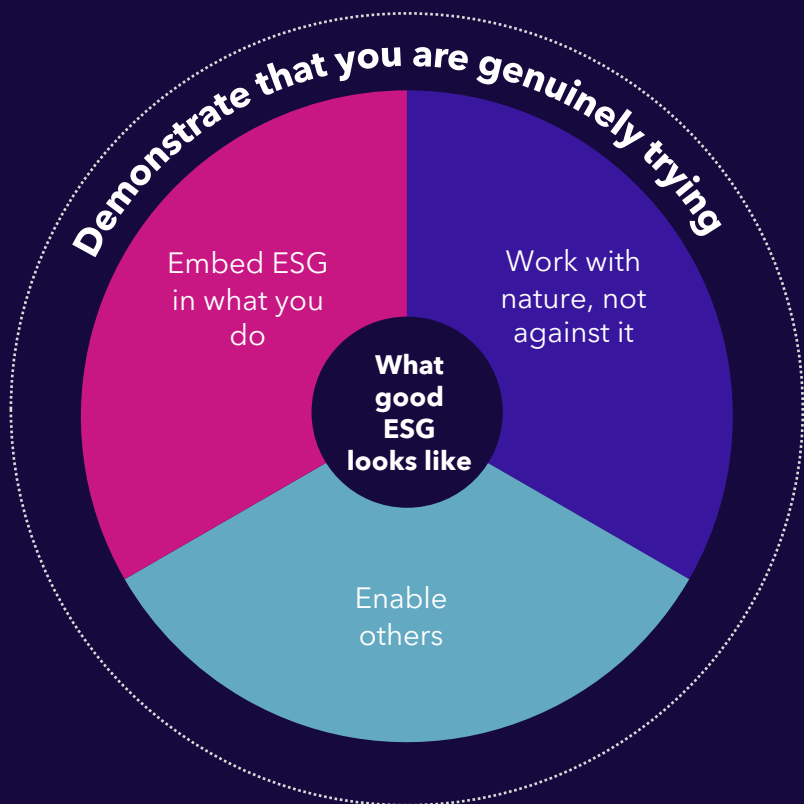 Demonstrate that you are genuinely trying
Embed ESG
in what you
do
Work with
nature, not
against it
What
good
ESG
looks like
Enable
others